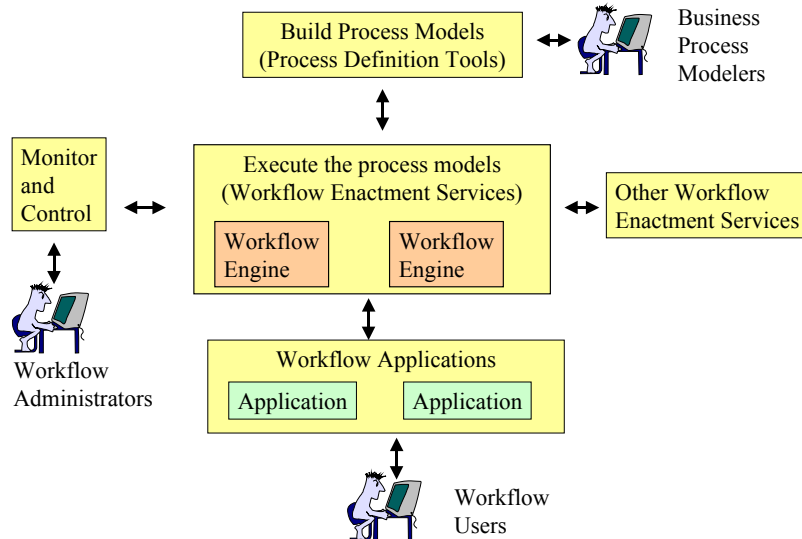 Build Process Models
(Process Definition Tools)
Business
Process
Modelers
Monitor
and
Control
Execute the process models
(Workflow Enactment Services)
Workflow
Engine
Workflow
Engine
Other Workflow
Enactment Services
Workflow
Administrators
Workflow Applications
Application
Application
Workflow
Users